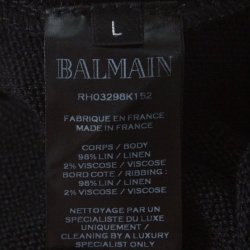 L
BALMAIN
RH03298K152
FABRIQUE EN FRANCE
MADE IN FRANCE
CORPS / BODY
98% LIN / LINEN
2% VISCOSE / VISCOSE
BORD COTE / RIBBING :
98% LIN / LINEN
2% VISCOSE / VISCOSE
NETTOYAGE PAR UN
SPECIALISTE DU LUXE
UNIQUEMENT /
CLEANING BY A LUXURY
SPECIALIST ONLY